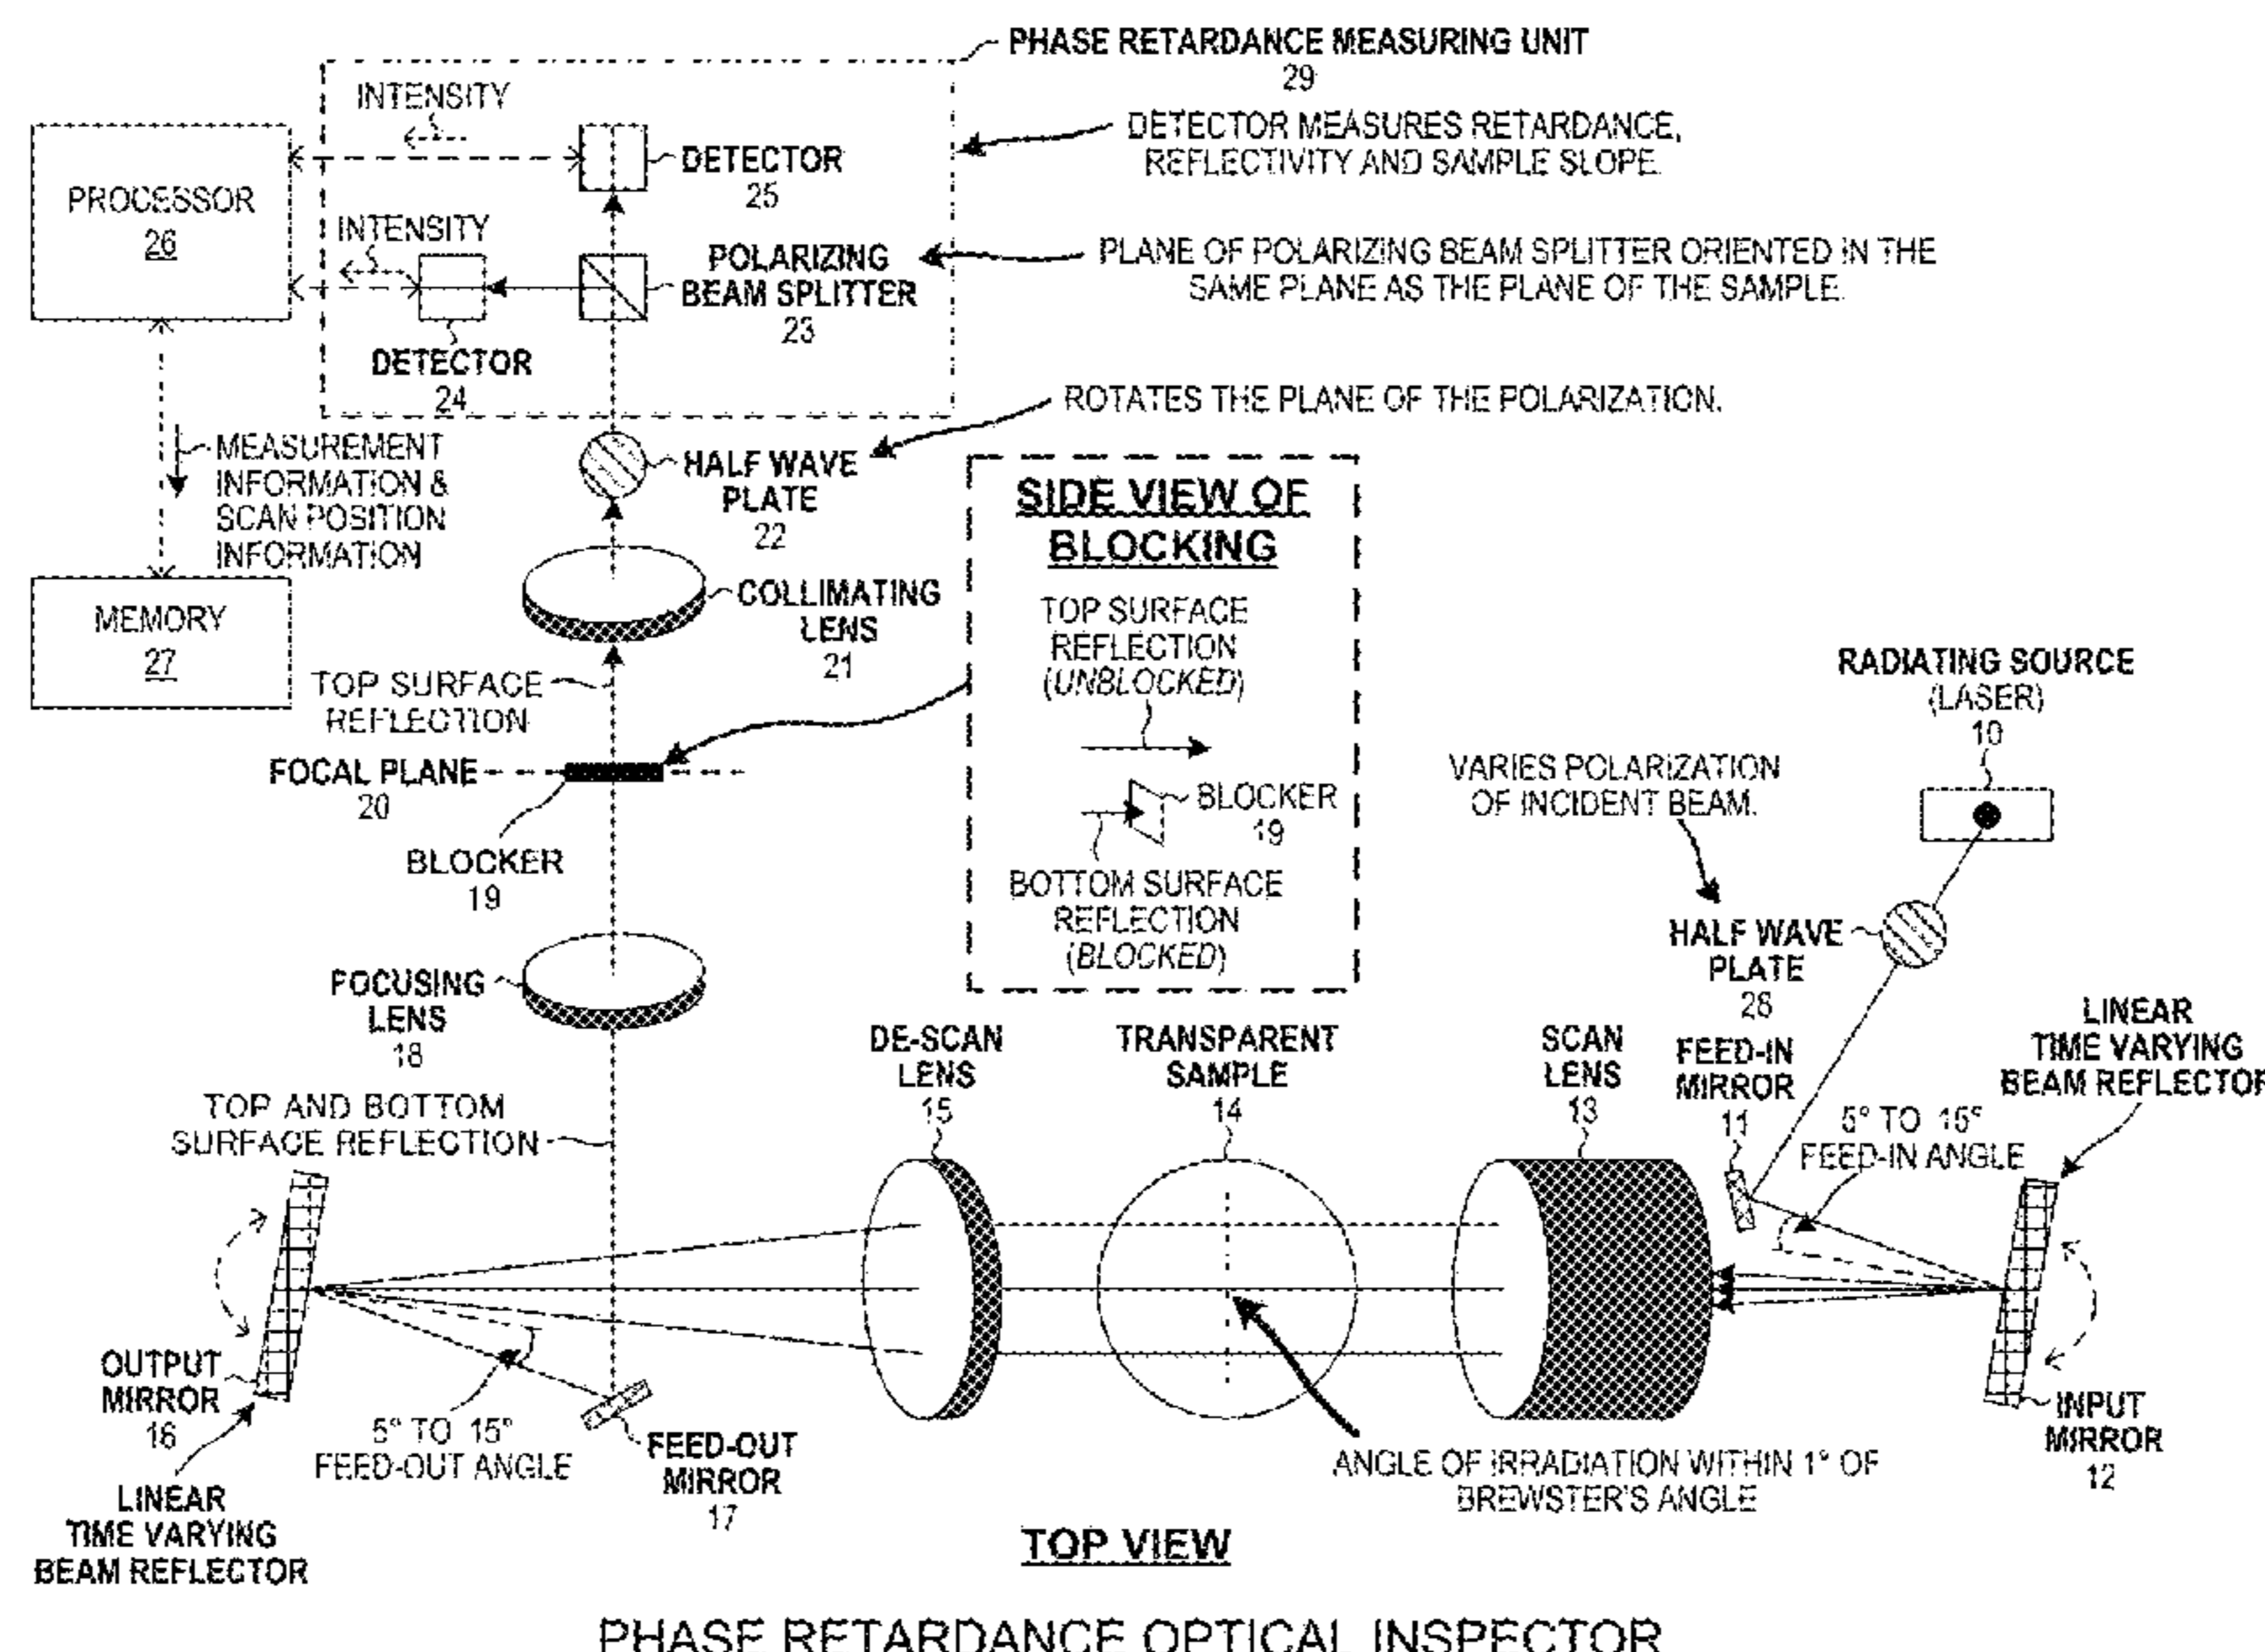 PHASE RETARDANCE MEASURING UNIT
29
INTENSITY
DETECTOR MEASURES RETARDANCE,
REFLECTIVITY AND SAMPLE SLOPE.
DETECTOR
25
PROCESSOR
26
INTENSITY
POLARIZING
BEAM SPLITTER
23
PLANE OF POLARIZING BEAM SPLITTER ORIENTED IN THE
SAME PLANE AS THE PLANE OF THE SAMPLE.
DETECTOR
24
ROTATES THE PLANE OF THE POLARIZATION.
MEASUREMENT
INFORMATION &
SCAN POSITION
INFORMATION
HALF WAVE
PLATE
22
SIDE VIEW OF
BLOCKING
TOP SURFACE
REFLECTION
(UNBLOCKED)
BLOCKER
19
BOTTOM SURFACE
REFLECTION
(BLOCKED)
MEMORY
27
COLLIMATING
LENS
21
TOP SURFACE
REFLECTION
FOCAL PLANE
20
BLOCKER
19
RADIATING SOURCE
(LASER)
10
VARIES POLARIZATION
OF INCIDENT BEAM.
HALF WAVE
PLATE
28
FOCUSING
LENS
18
DE-SCAN
LENS
15
TRANSPARENT
SAMPLE
14
SCAN
LENS
13
FEED-IN
MIRROR
11
LINEAR
TIME VARYING
BEAM REFLECTOR
5° TO 15°
FEED-IN ANGLE
TOP AND BOTTOM
SURFACE REFLECTION
OUTPUT
MIRROR
16
5° TO 15°
FEED-OUT ANGLE
FEED-OUT
MIRROR
17
ANGLE OF IRRADIATION WITHIN 1° OF
BREWSTER'S ANGLE
INPUT
MIRROR
12
LINEAR
TIME VARYING
BEAM REFLECTOR
TOP VIEW
PHASE RETARDANCE OPTICAL INSPECTOR